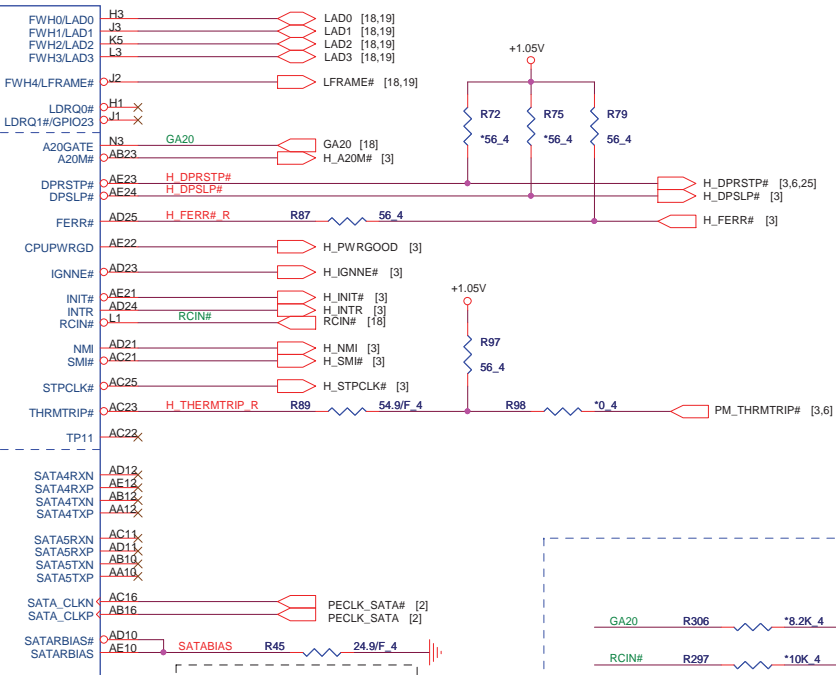 FWH0/LAD0 H3 LAD0 [18,19]
FWH1/LAD1 J3 LAD1 [18,19]
FWH2/LAD2 K5 LAD2 [18,19]
FWH3/LAD3 L3 LAD3 [18,19]
+1.05V
FWH4/LFRAME# J2 LFRAME# [18,19]
LDRQ0# H1
LDRQ1#/GPIO23 J1
R72 R75 R79
*56_4 *56_4 56_4
A20GATE N3 GA20 GA20 [18]
A20M# AB23 H_A20M# [3]
DPRSTP# AE23 H_DPRSTP# H_DPRSTP# [3,6,25]
DPSLP# AE24 H_DPSLP# H_DPSLP# [3]
FERR# AD25 H_FERR#_R R87 56_4 H_FERR# [3]
CPUPWRGD AE22 H_PWRGOOD [3]
IGNNE# AD23 H_IGNNE# [3]
+1.05V
INIT# AE21 H_INIT# [3]
INTR AD24 H_INTR [3]
RCIN# L1 RCIN# RCIN# [18]
R97
56_4
NMI AD21 H_NMI [3]
SMI# AC21 H_SMI# [3]
STPCLK# AC25 H_STPCLK# [3]
THRMTRIP# AC23 H_THERMTRIP_R R89 54.9/F_4 R98 *0_4 PM_THRMTRIP# [3,6]
TP11 AC22
SATA4RXN AD12
SATA4RXP AE12
SATA4TXN AB12
SATA4TXP AA12
SATA5RXN AC11
SATA5RXP AD11
SATA5TXN AB10
SATA5TXP AA10
SATA_CLKN AC16 PECLK_SATA# [2]
SATA_CLKP AB16 PECLK_SATA [2]
GA20 R306 *8.2K_4
SATARBIAS# AD10
SATARBIAS AE10 SATABIAS R45 24.9/F_4
RCIN# R297 *10K_4